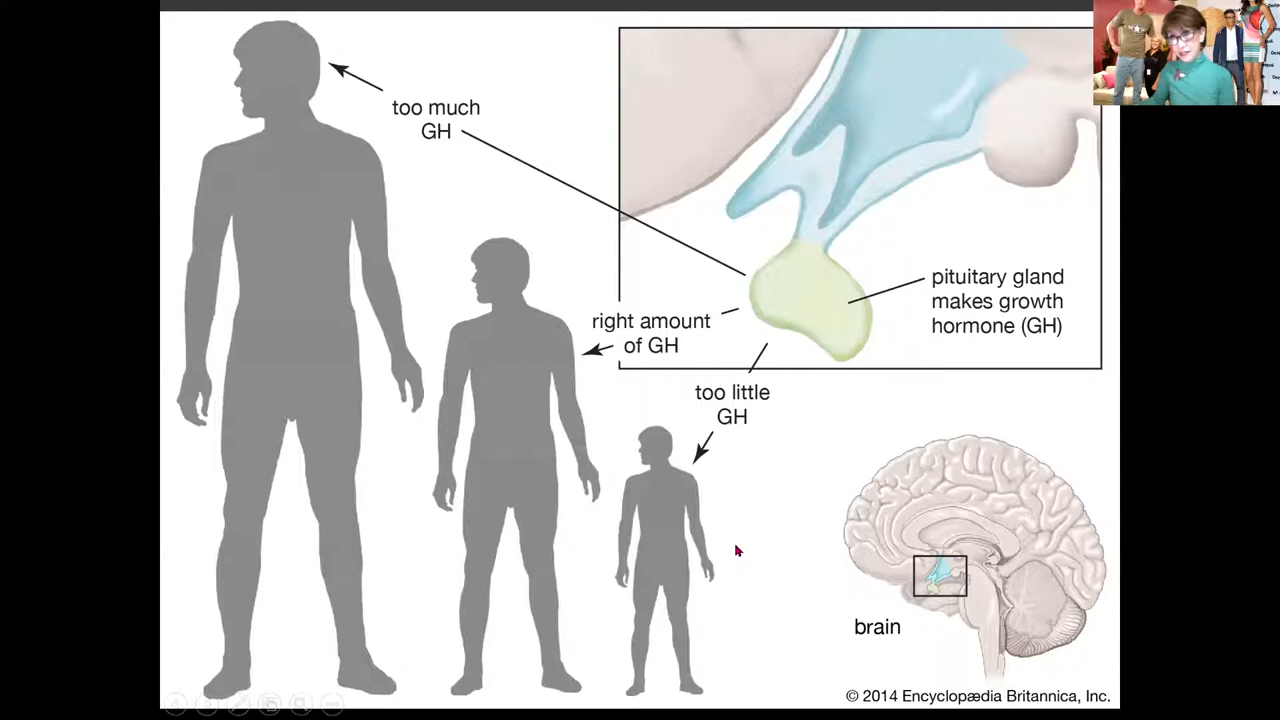 too much
GH
right amount
of GH
too little
GH
pituitary gland
makes growth
hormone (GH)
brain
© 2014 Encyclopædia Britannica, Inc.